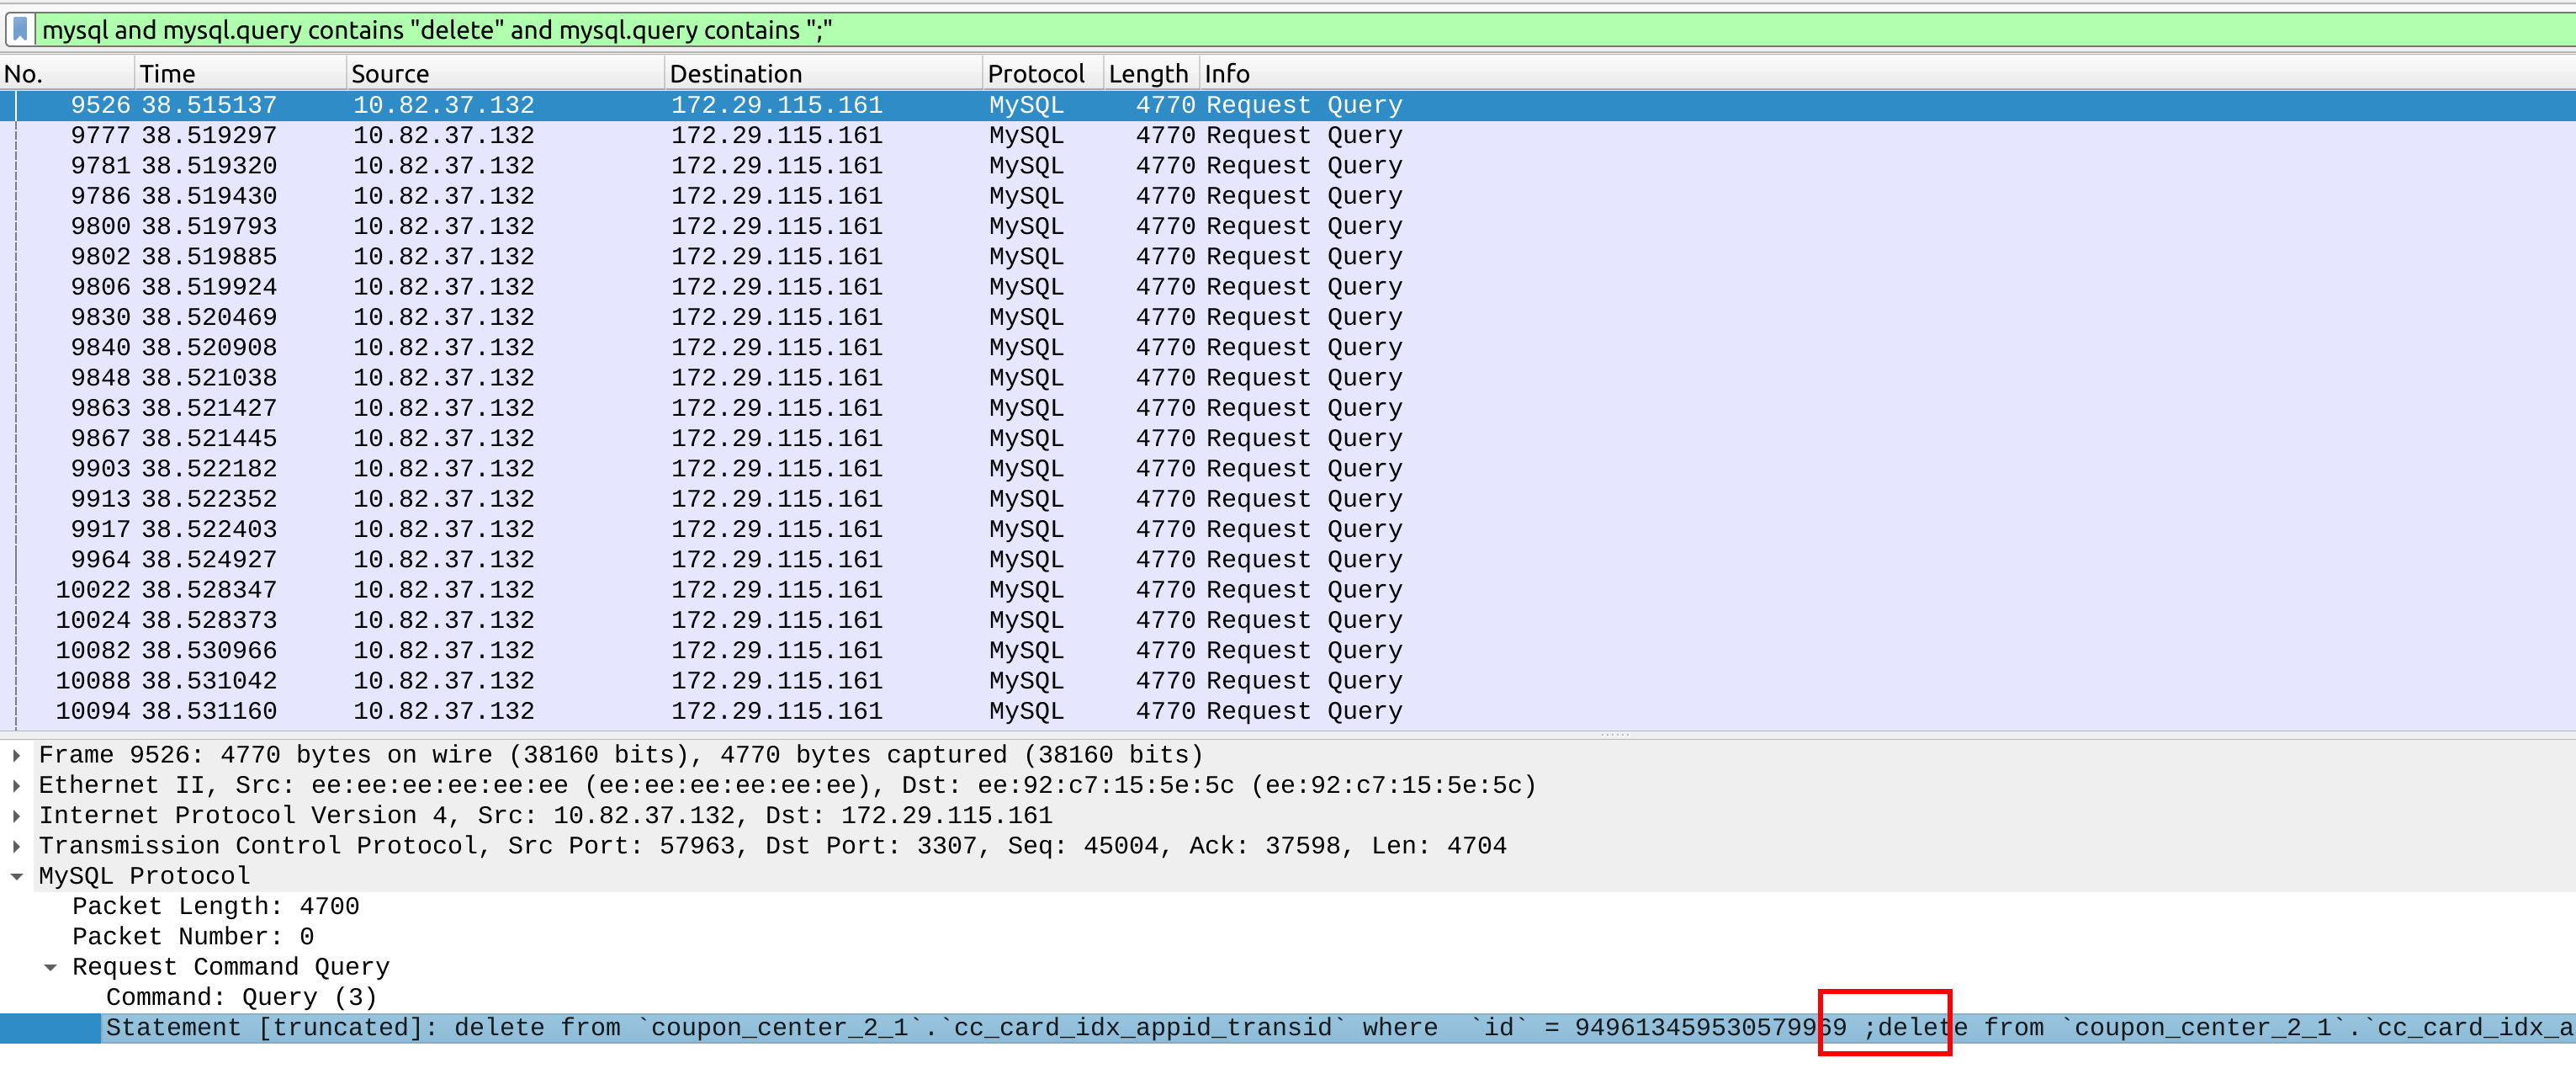 mysql and mysql.query contains "delete" and mysql.query contains ";"
No. Time Source Destination Protocol Length Info
9526 38.515137 10.82.37.132 172.29.115.161 MySQL 4770 Request Query
9777 38.519297 10.82.37.132 172.29.115.161 MySQL 4770 Request Query
9781 38.519320 10.82.37.132 172.29.115.161 MySQL 4770 Request Query
9786 38.519430 10.82.37.132 172.29.115.161 MySQL 4770 Request Query
9800 38.519793 10.82.37.132 172.29.115.161 MySQL 4770 Request Query
9802 38.519885 10.82.37.132 172.29.115.161 MySQL 4770 Request Query
9806 38.519924 10.82.37.132 172.29.115.161 MySQL 4770 Request Query
9830 38.520469 10.82.37.132 172.29.115.161 MySQL 4770 Request Query
9840 38.520908 10.82.37.132 172.29.115.161 MySQL 4770 Request Query
9848 38.521038 10.82.37.132 172.29.115.161 MySQL 4770 Request Query
9863 38.521427 10.82.37.132 172.29.115.161 MySQL 4770 Request Query
9867 38.521445 10.82.37.132 172.29.115.161 MySQL 4770 Request Query
9903 38.522182 10.82.37.132 172.29.115.161 MySQL 4770 Request Query
9913 38.522352 10.82.37.132 172.29.115.161 MySQL 4770 Request Query
9917 38.522403 10.82.37.132 172.29.115.161 MySQL 4770 Request Query
9964 38.524927 10.82.37.132 172.29.115.161 MySQL 4770 Request Query
10022 38.528347 10.82.37.132 172.29.115.161 MySQL 4770 Request Query
10024 38.528373 10.82.37.132 172.29.115.161 MySQL 4770 Request Query
10082 38.530966 10.82.37.132 172.29.115.161 MySQL 4770 Request Query
10088 38.531042 10.82.37.132 172.29.115.161 MySQL 4770 Request Query
10094 38.531160 10.82.37.132 172.29.115.161 MySQL 4770 Request Query
Frame 9526: 4770 bytes on wire (38160 bits), 4770 bytes captured (38160 bits)
Ethernet II, Src: ee:ee:ee:ee:ee:ee (ee:ee:ee:ee:ee:ee), Dst: ee:92:c7:15:5e:5c (ee:92:c7:15:5e:5c)
Internet Protocol Version 4, Src: 10.82.37.132, Dst: 172.29.115.161
Transmission Control Protocol, Src Port: 57963, Dst Port: 3307, Seq: 45004, Ack: 37598, Len: 4704
MySQL Protocol
Packet Length: 4700
Packet Number: 0
Request Command Query
Command: Query (3)
Statement [truncated]: delete from `coupon_center_2_1`.`cc_card_idx_appid_transid` where  `id` = 949613459530579969 ;delete from `coupon_center_2_1`.`cc_card_idx_a